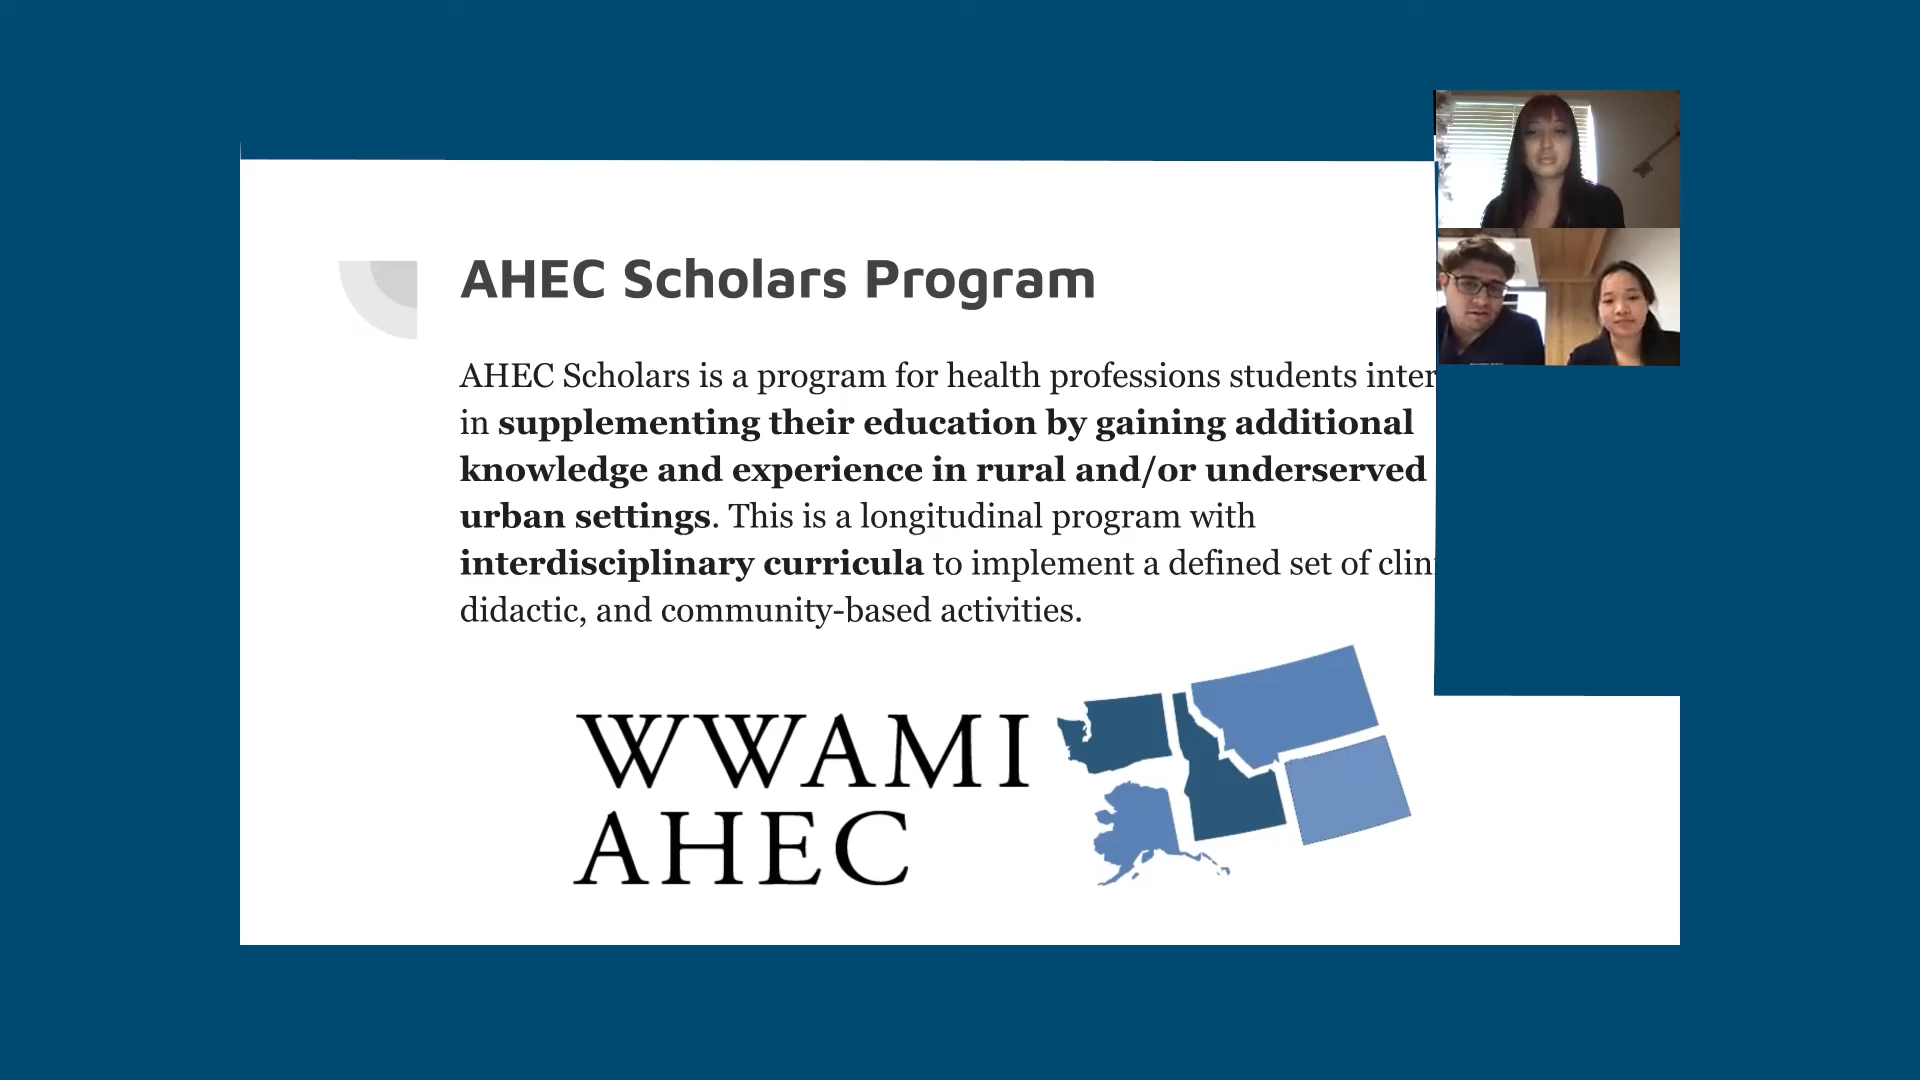 AHEC Scholars Program
AHEC Scholars is a program for health professions students inter
in supplementing their education by gaining additional
knowledge and experience in rural and/or underserved
urban settings. This is a longitudinal program with
interdisciplinary curricula to implement a defined set of clin
didactic, and community-based activities.
WWAMI
AHEC